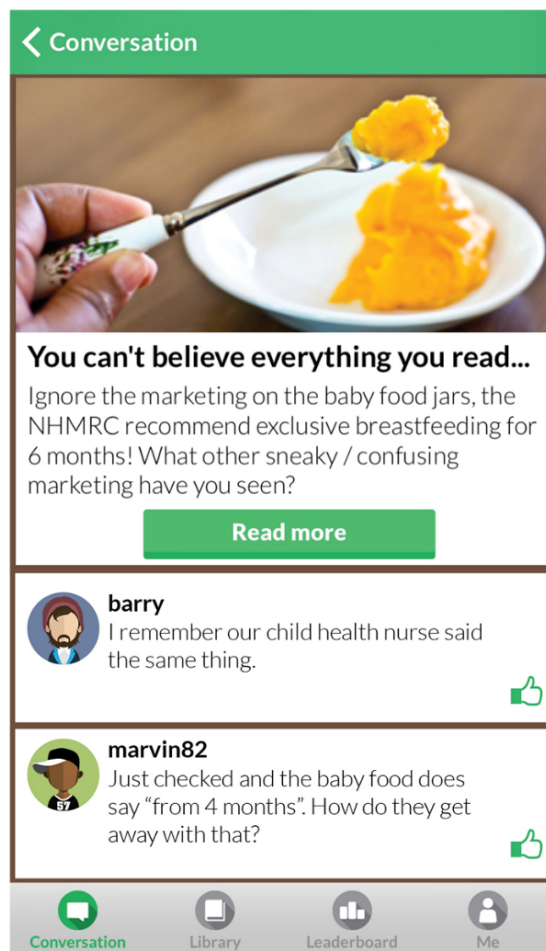 Conversation
You can't believe everything you read...
Ignore the marketing on the baby food jars, the
NHMRC recommend exclusive breastfeeding for
6 months! What other sneaky / confusing
marketing have you seen?
Read more
barry
I remember our child health nurse said
the same thing.
marvin82
Just checked and the baby food does
say “from 4 months”. How do they get
away with that?
57
Conversation
Library
Leaderboard
Me